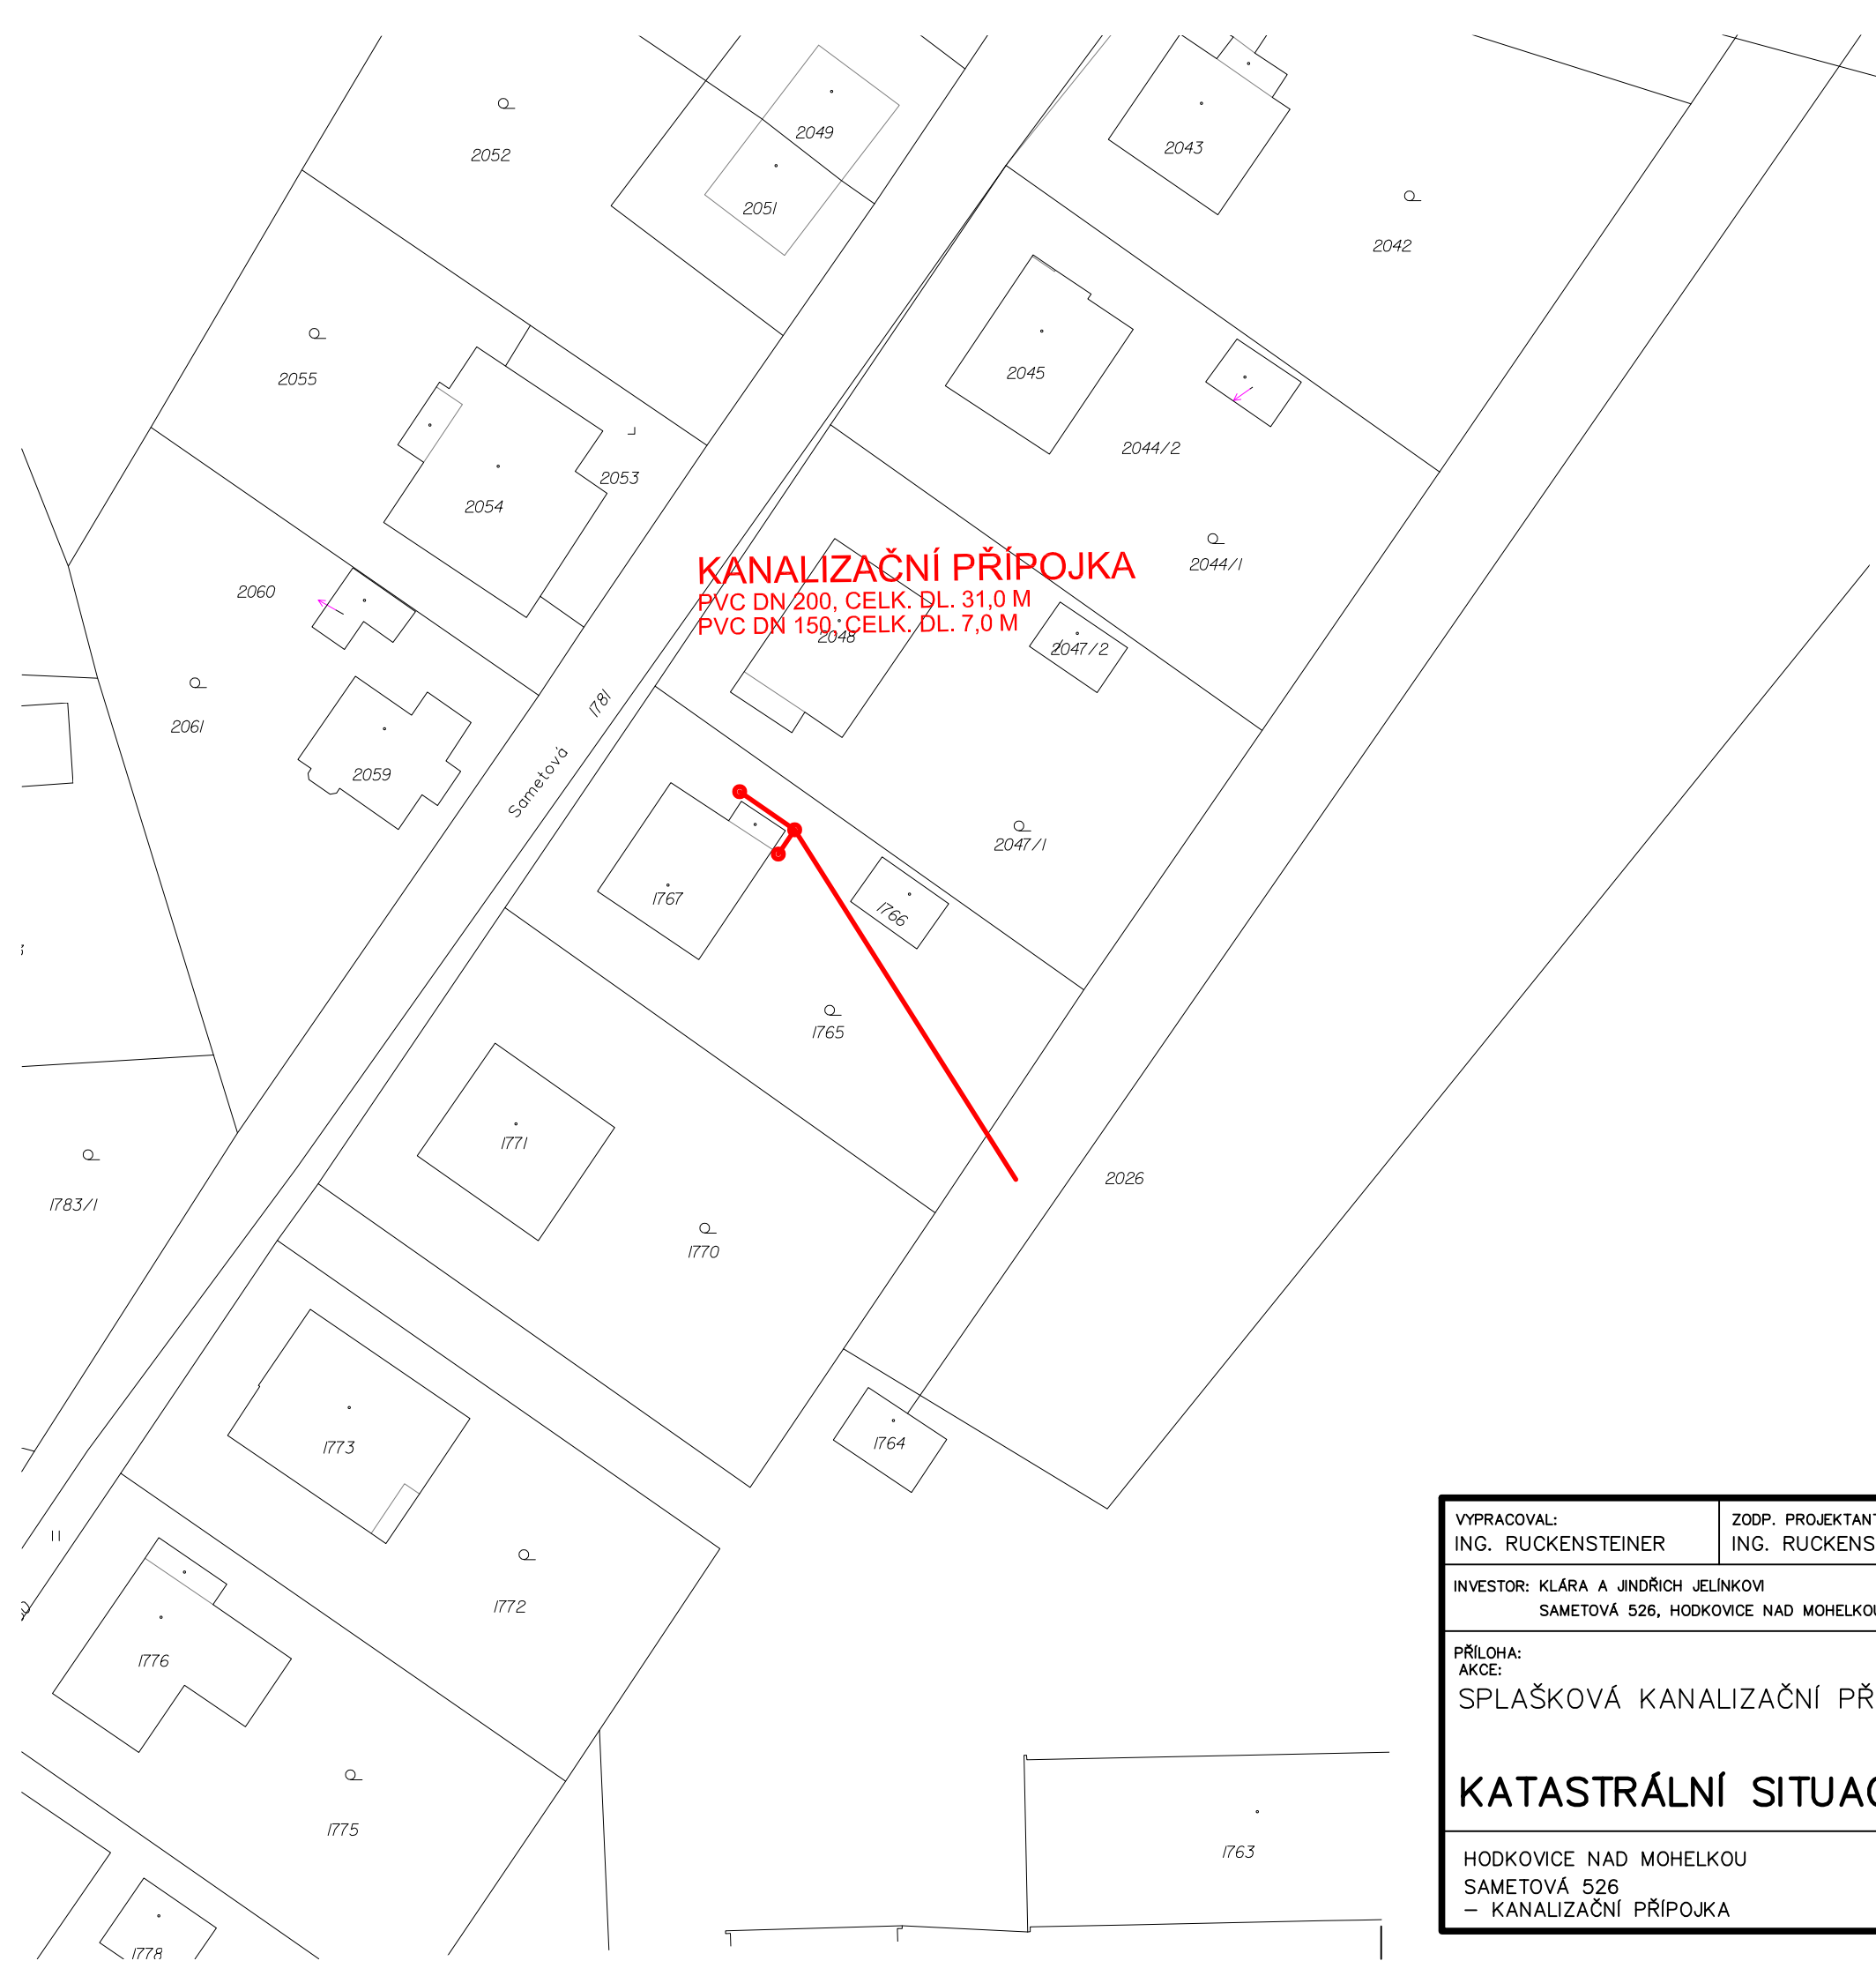 2049
2052
2043
2051
2042
2045
2055
2044/2
2053
2054
KANALIZAČNÍ PŘÍPOJKA
PVC DN 200, CELK. DL. 31,0 M
PVC DN 150, CELK. DL. 7,0 M
2044/1
2060
2048
2047/2
1781
2061
Sametová
2059
2047/1
1767
1766
1765
1771
2026
1783/1
1770
1773
1764
1772
1776
1775
1763
1778
VYPRACOVAL:
ING. RUCKENSTEINER
ZODP. PROJEKTANT
ING. RUCKENS
INVESTOR: KLÁRA A JINDŘICH JELÍNKOVI
SAMETOVÁ 526, HODKOVICE NAD MOHELKOU
PŘÍLOHA:
AKCE:
SPLAŠKOVÁ KANALIZAČNÍ PŘ
KATASTRÁLNÍ SITUAC
HODKOVICE NAD MOHELKOU
SAMETOVÁ 526
– KANALIZAČNÍ PŘÍPOJKA